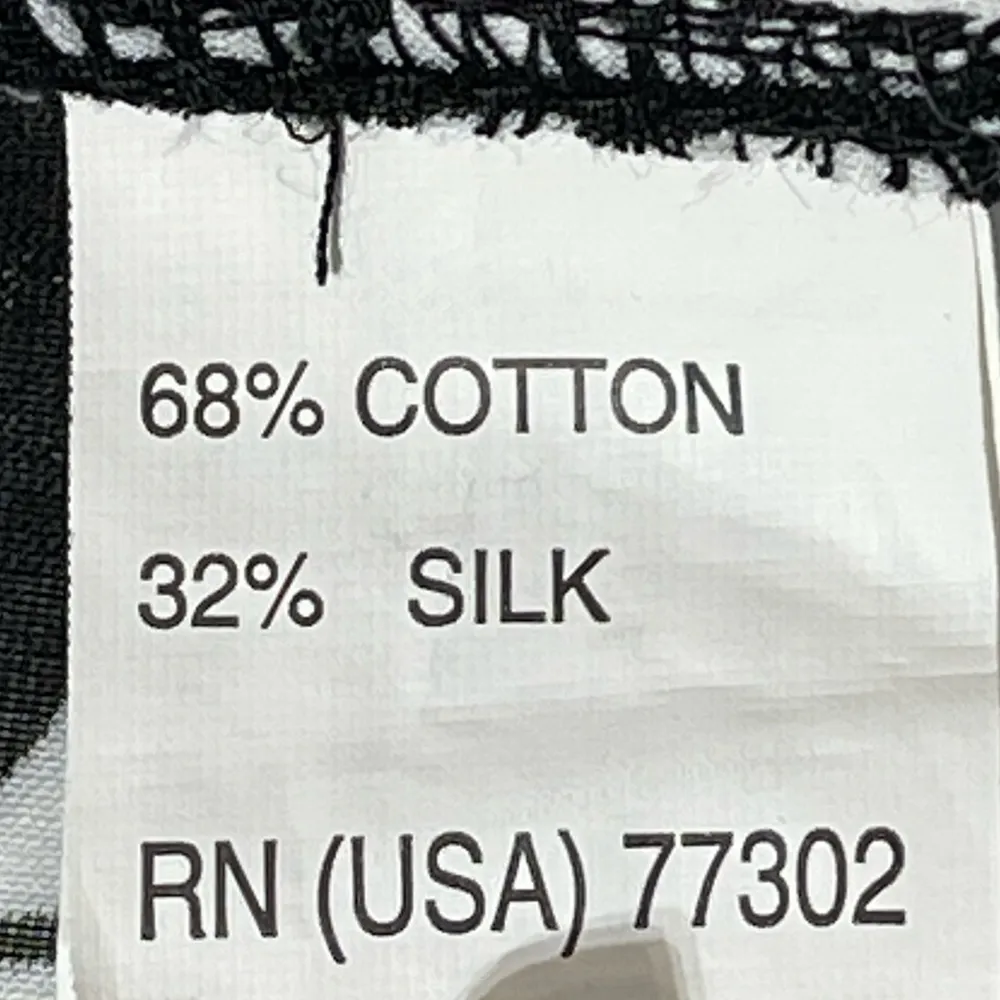 68% COTTON
32% SILK
RN (USA) 77302